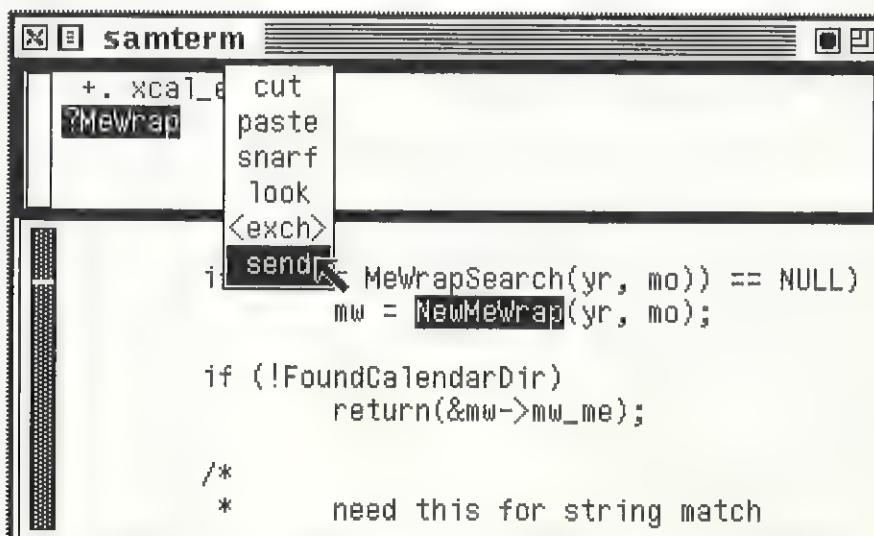 samterm
+. xcal_e
?MeWrap
cut
paste
snarf
look
<exch>
send
i r MeWrapSearch(yr, mo)) == NULL)
mw = NewMeWrap(yr, mo);
if (!FoundCalendarDir)
return(&mw->mw_me);
/*
* need this for string match